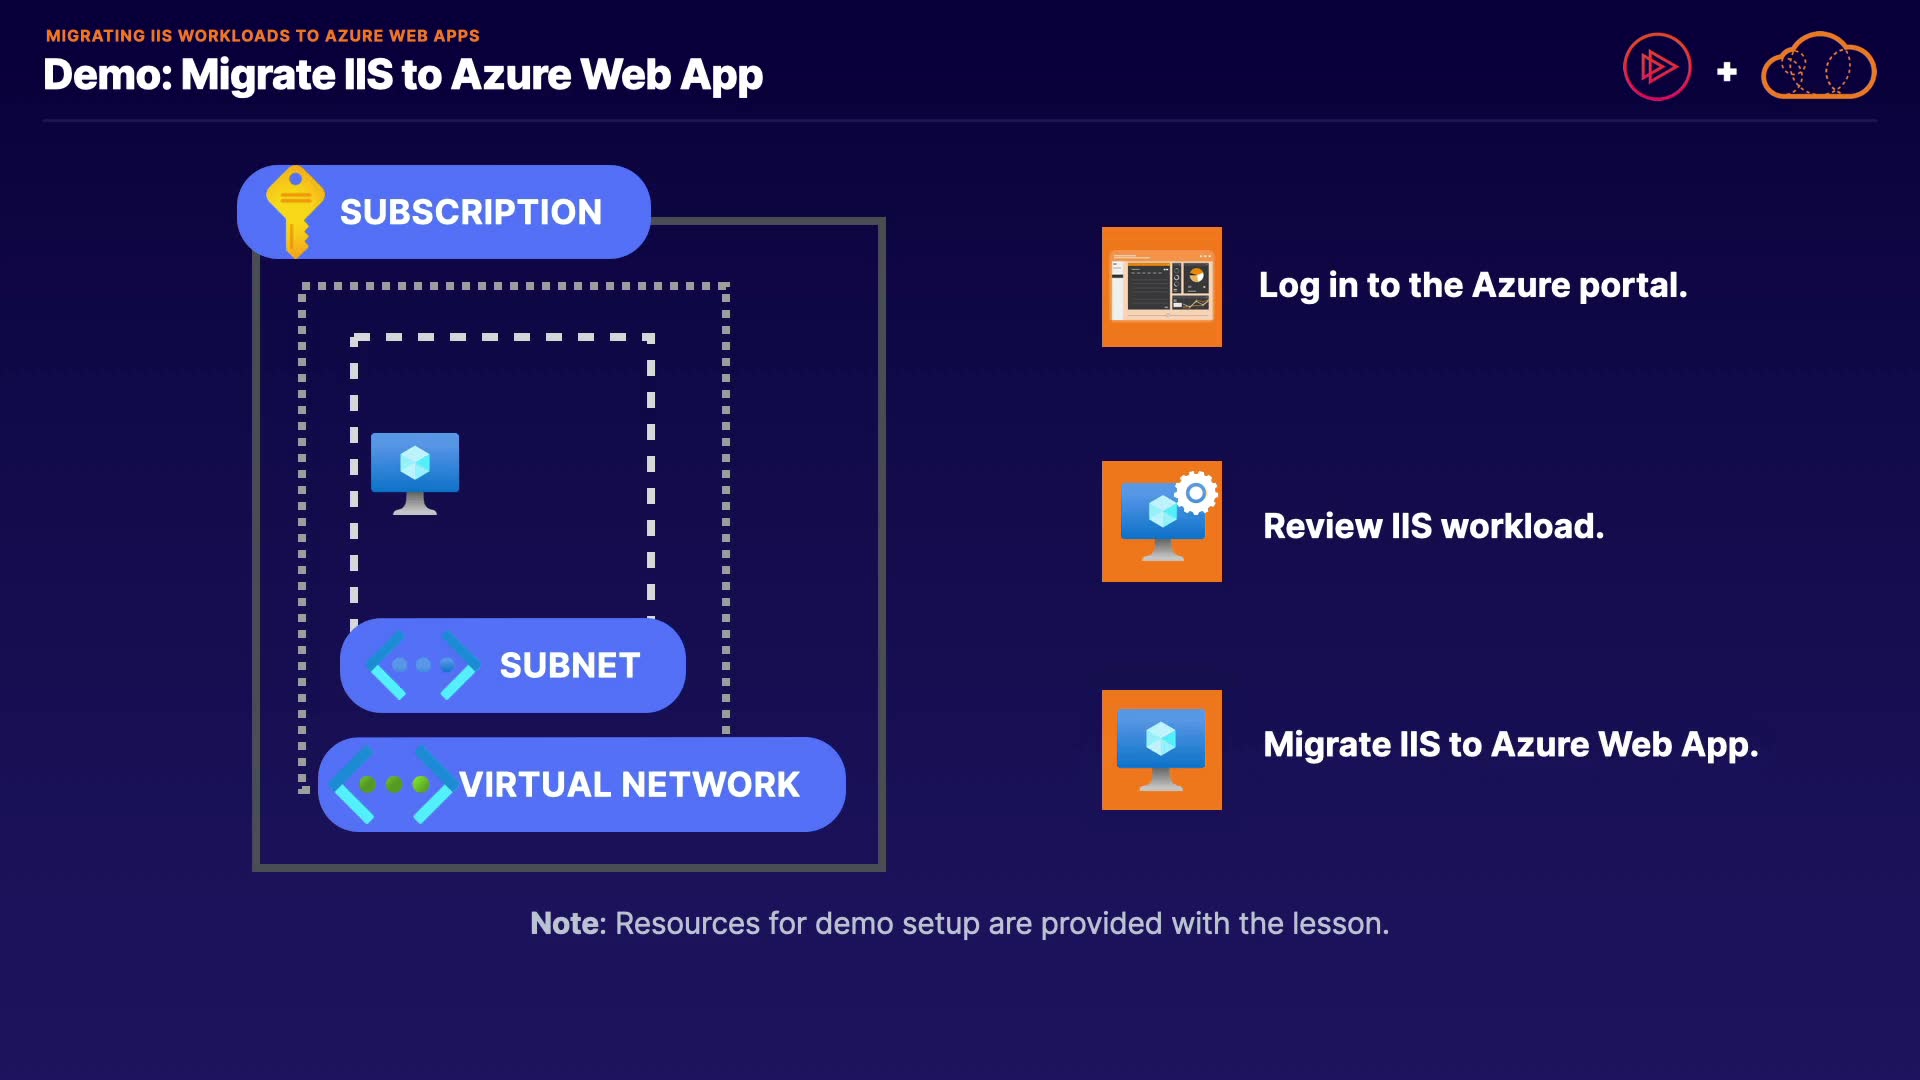 MIGRATING IIS WORKLOADS TO AZURE WEB APPS
Demo: Migrate IIS to Azure Web App
SUBSCRIPTION
SUBNET
VIRTUAL NETWORK
Log in to the Azure portal.
Review IIS workload.
Migrate IIS to Azure Web App.
Note: Resources for demo setup are provided with the lesson.